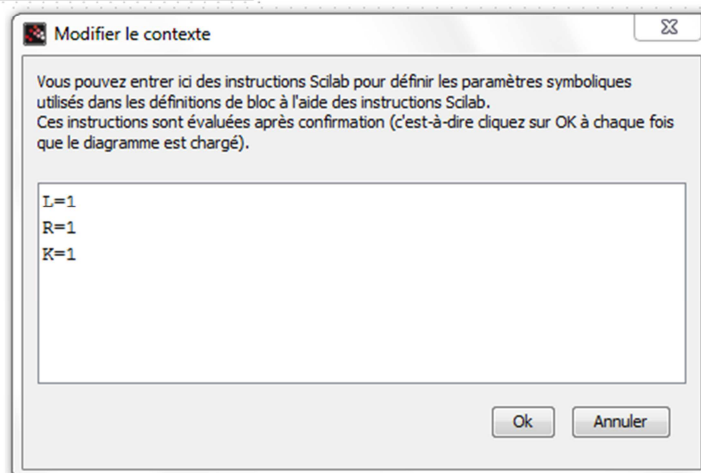 Modifier le contexte
Vous pouvez entrer ici des instructions Scilab pour définir les paramètres symboliques
utilisés dans les définitions de bloc à l'aide des instructions Scilab.
Ces instructions sont évaluées après confirmation (c'est-à-dire cliquez sur OK à chaque fois
que le diagramme est chargé).
L=1
R=1
K=1
Ok Annuler